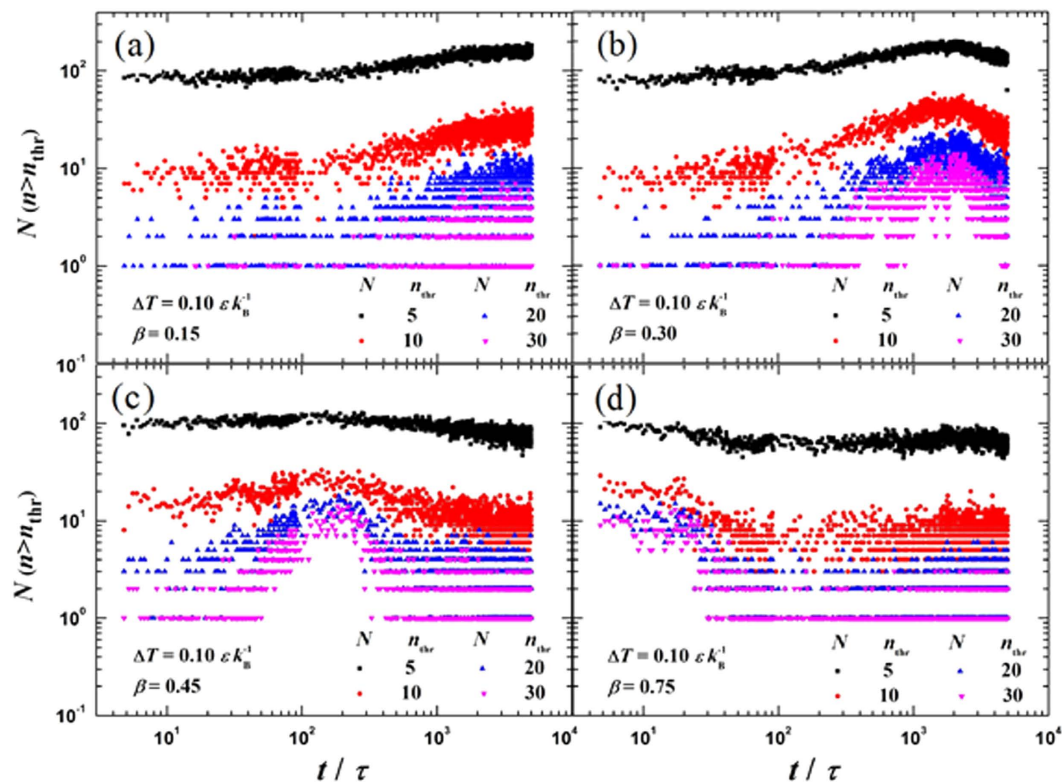 (a)
10²
10¹
10⁰
10⁻¹
N (n>n_thr)
N n_thr N n_thr
ΔT = 0.10 ε k_B⁻¹ 5 20
β = 0.15 10 30
(b)
N n_thr N n_thr
ΔT = 0.10 ε k_B⁻¹ 5 20
β = 0.30 10 30
(c)
10²
10¹
10⁰
10⁻¹
N (n>n_thr)
N n_thr N n_thr
ΔT = 0.10 ε k_B⁻¹ 5 20
β = 0.45 10 30
(d)
N n_thr N n_thr
ΔT = 0.10 ε k_B⁻¹ 5 20
β = 0.75 10 30
10¹ 10² 10³ 10⁴ 10¹ 10² 10³ 10⁴
t / τ t / τ